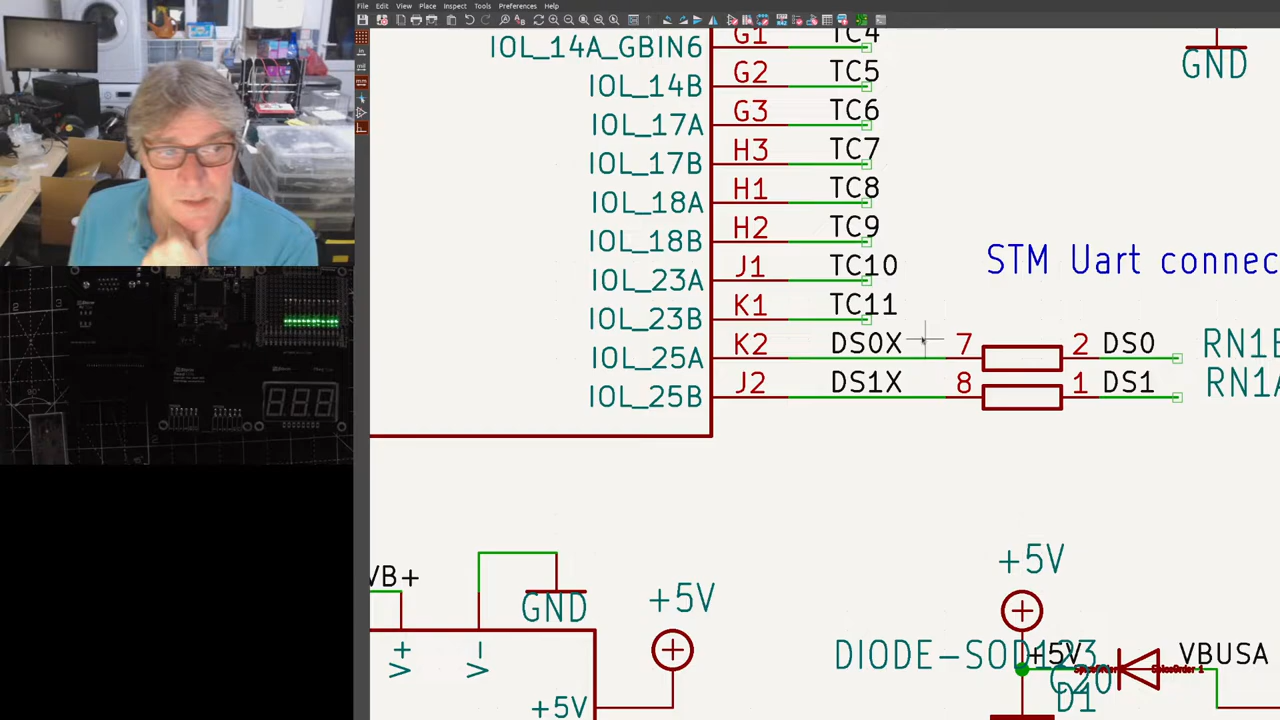 File Edit View Place Inspect Tools Preferences Help
IOL_14A_GBIN6 G1 TC4
IOL_14B G2 TC5
IOL_17A G3 TC6
IOL_17B H3 TC7
IOL_18A H1 TC8
IOL_18B H2 TC9
IOL_23A J1 TC10
IOL_23B K1 TC11
IOL_25A K2 DS0X 7 2 DS0
IOL_25B J2 DS1X 8 1 DS1 RN1A
GND
STM Uart connec
VB+
GND
+5V
V+
V-
+5V
+5V
DIODE-SOD123
+5V
C20
D1
VBUSA